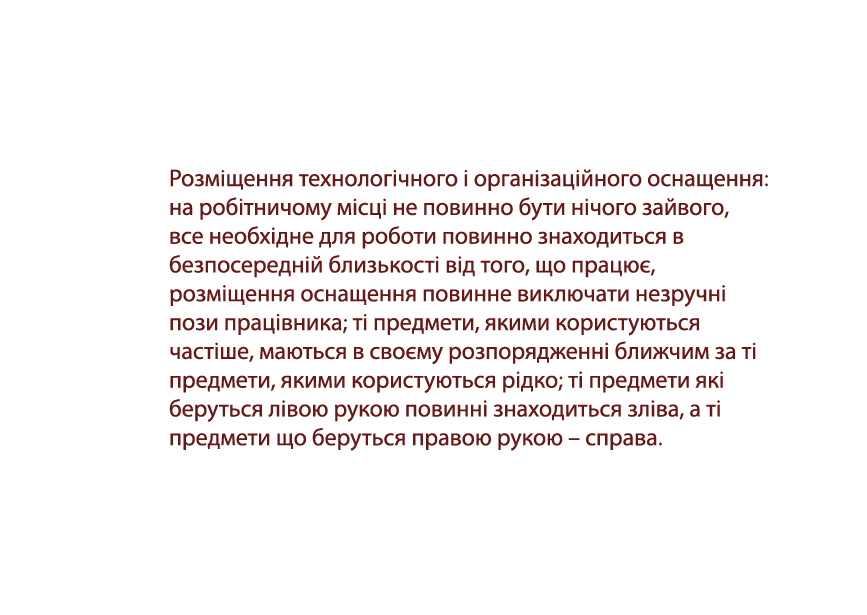 Розміщення технологічного і організаційного оснащення:
на робітничому місці не повинно бути нічого зайвого,
все необхідне для роботи повинно знаходиться в
безпосередній близькості від того, що працює,
розміщення оснащення повинне виключати незручні
пози працівника; ті предмети, якими користуються
частіше, маються в своєму розпорядженні ближчим за ті
предмети, якими користуються рідко; ті предмети які
беруться лівою рукою повинні знаходиться зліва, а ті
предмети що беруться правою рукою – справа.